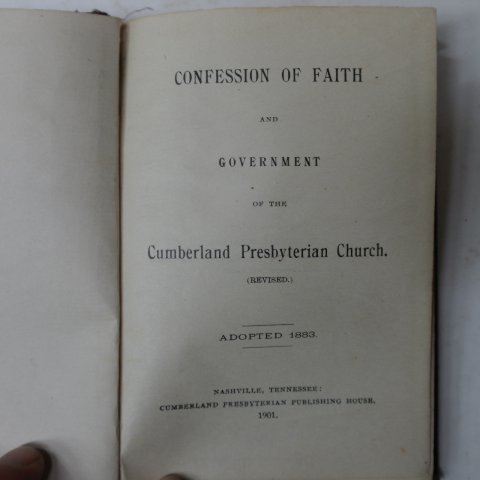 CONFESSION OF FAITH
AND
GOVERNMENT
OF THE
Cumberland Presbyterian Church.
(REVISED.)
ADOPTED 1883.
NASHVILLE, TENNESSEE:
CUMBERLAND PRESBYTERIAN PUBLISHING HOUSE,
1901.